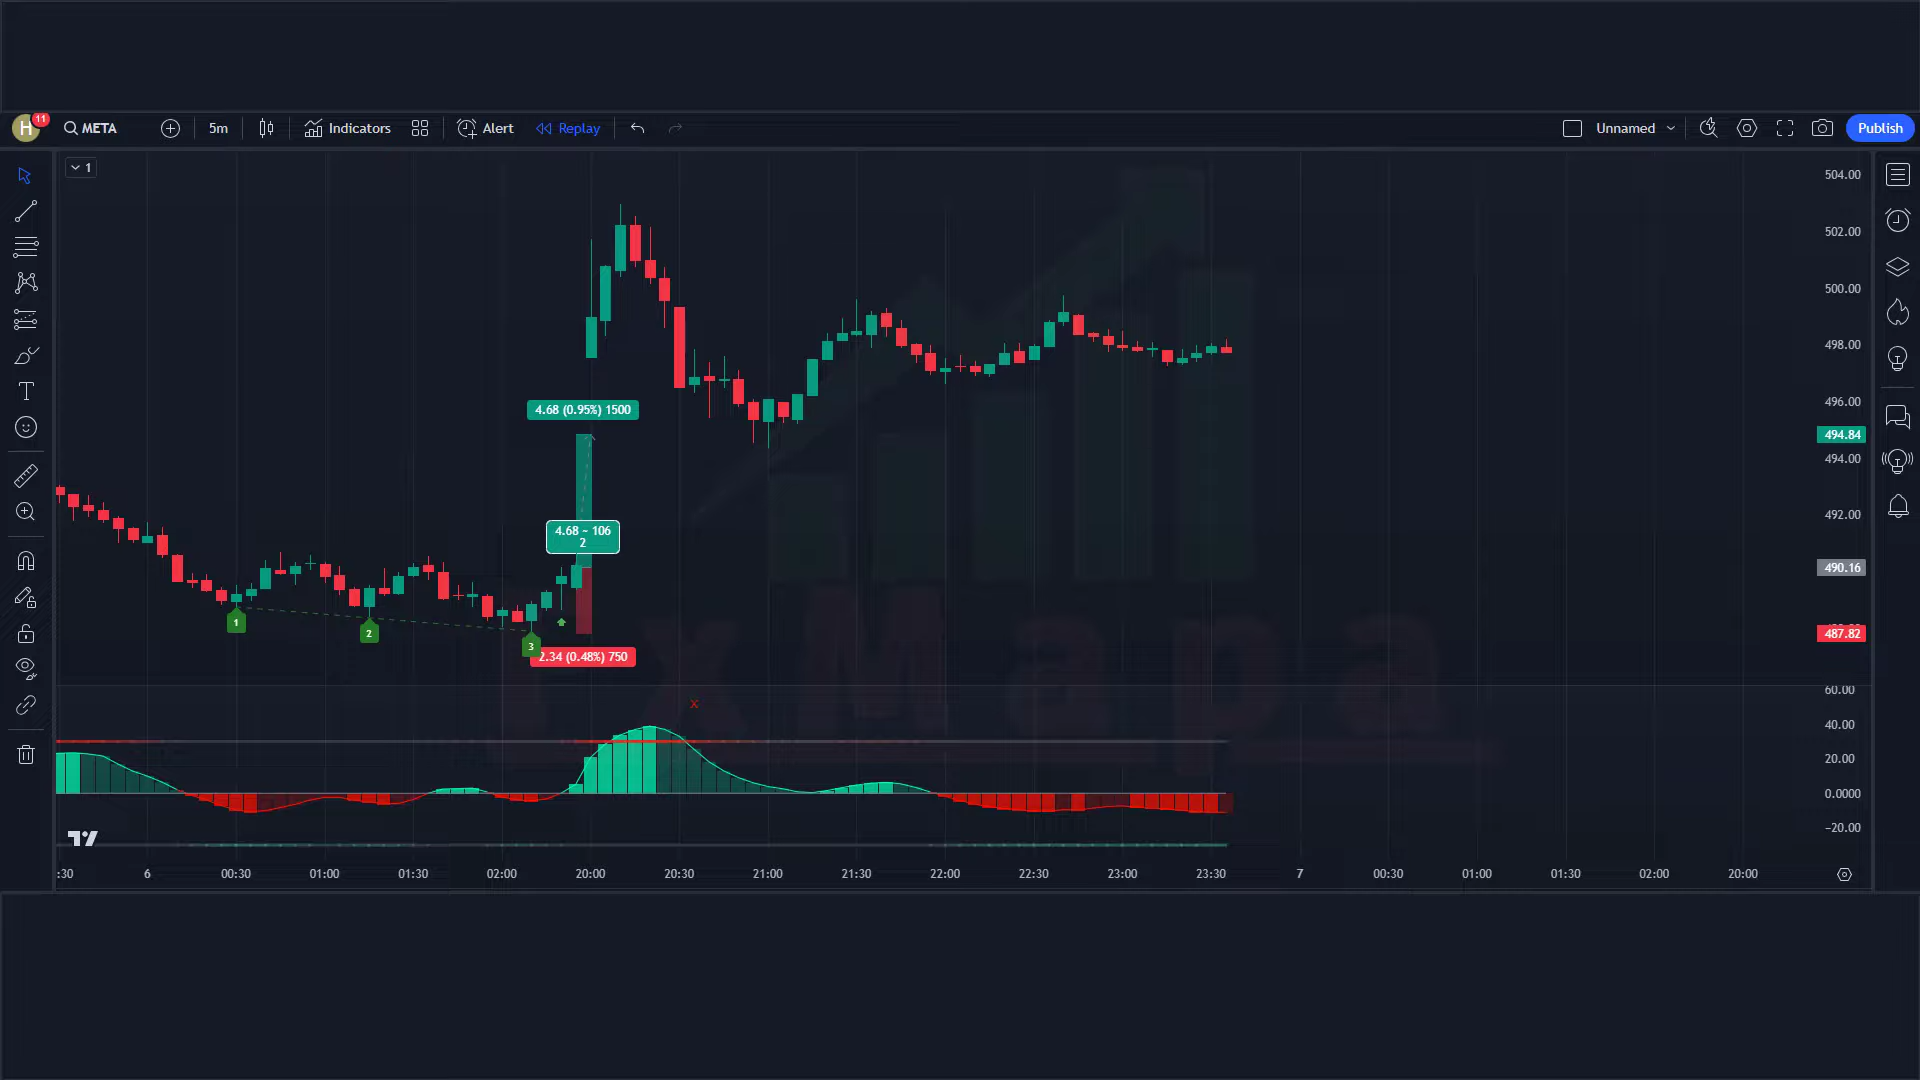 H 11 META 5m Indicators Alert Replay Unnamed Publish
1
504.00
502.00
500.00
498.00
496.00
4.68 (0.95%) 1500
494.84
494.00
492.00
4.68 ~ 106
2
490.16
1
2
3
487.82
2.34 (0.48%) 750
FxMapa
60.00
x
40.00
20.00
0.0000
−20.00
:30 6 00:30 01:00 01:30 02:00 20:00 20:30 21:00 21:30 22:00 22:30 23:00 23:30 7 00:30 01:00 01:30 02:00 20:00